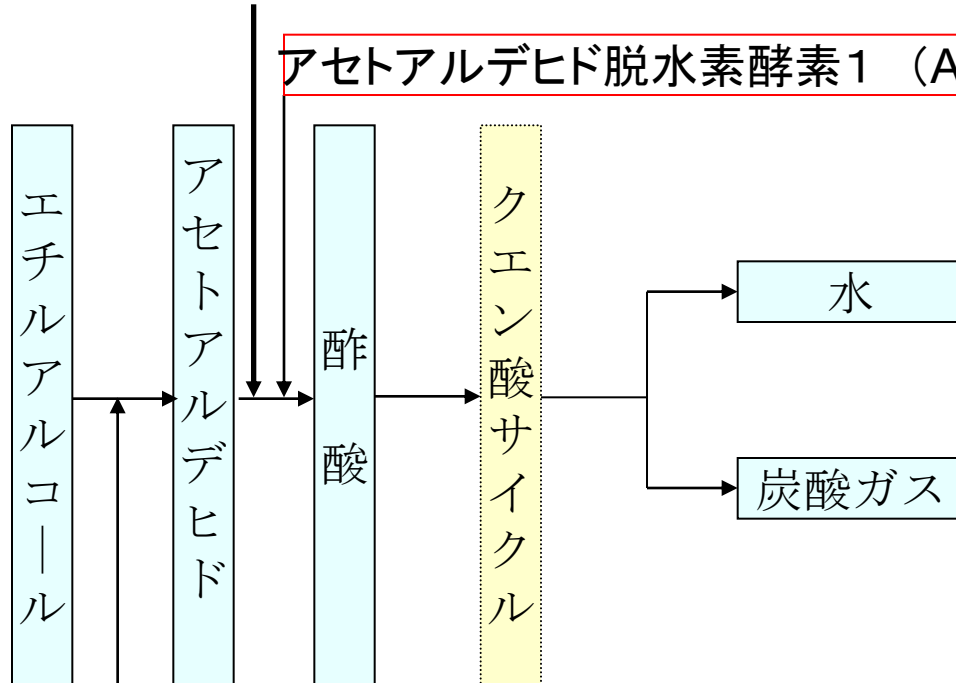 アセトアルデヒド脱水素酵素1 (A
エチルアルコール
アセトアルデヒド
酢酸
クエン酸サイクル
水
炭酸ガス